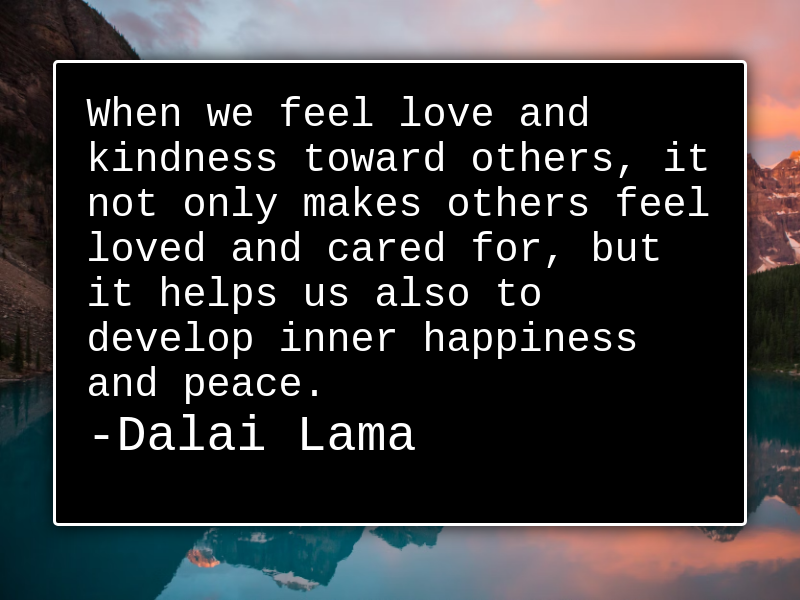 When we feel love and
kindness toward others, it
not only makes others feel
loved and cared for, but
it helps us also to
develop inner happiness
and peace.
-Dalai Lama